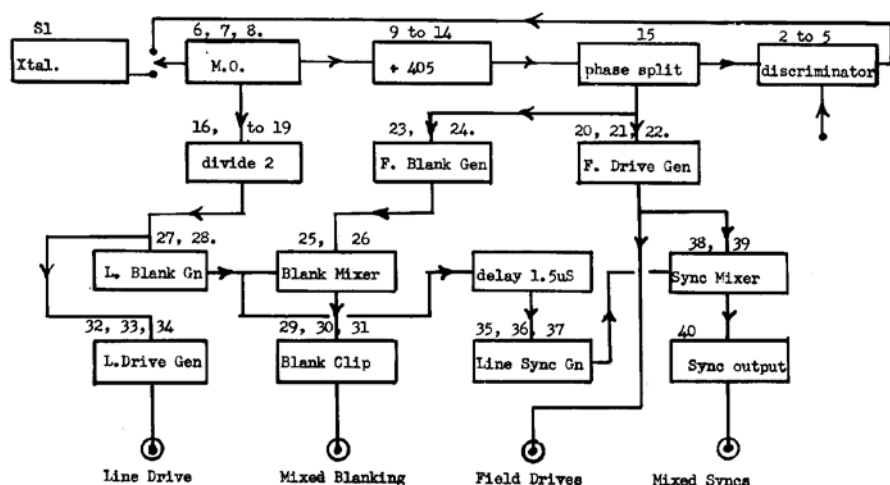 S1
6, 7, 8.
9 to 14
15
2 to 5
Xtal.
M.O.
+ 405
phase split
discriminator
16, to 19
23, 24.
20, 21, 22.
divide 2
F. Blank Gen
F. Drive Gen
27, 28.
25, 26
38, 39
L. Blank Gn
Blank Mixer
delay 1.5uS
Sync Mixer
32, 33, 34
29, 30, 31
35, 36, 37
40
L.Drive Gen
Blank Clip
Line Sync Gn
Sync output
Line Drive
Mixed Blanking
Field Drives
Mixed Syncs